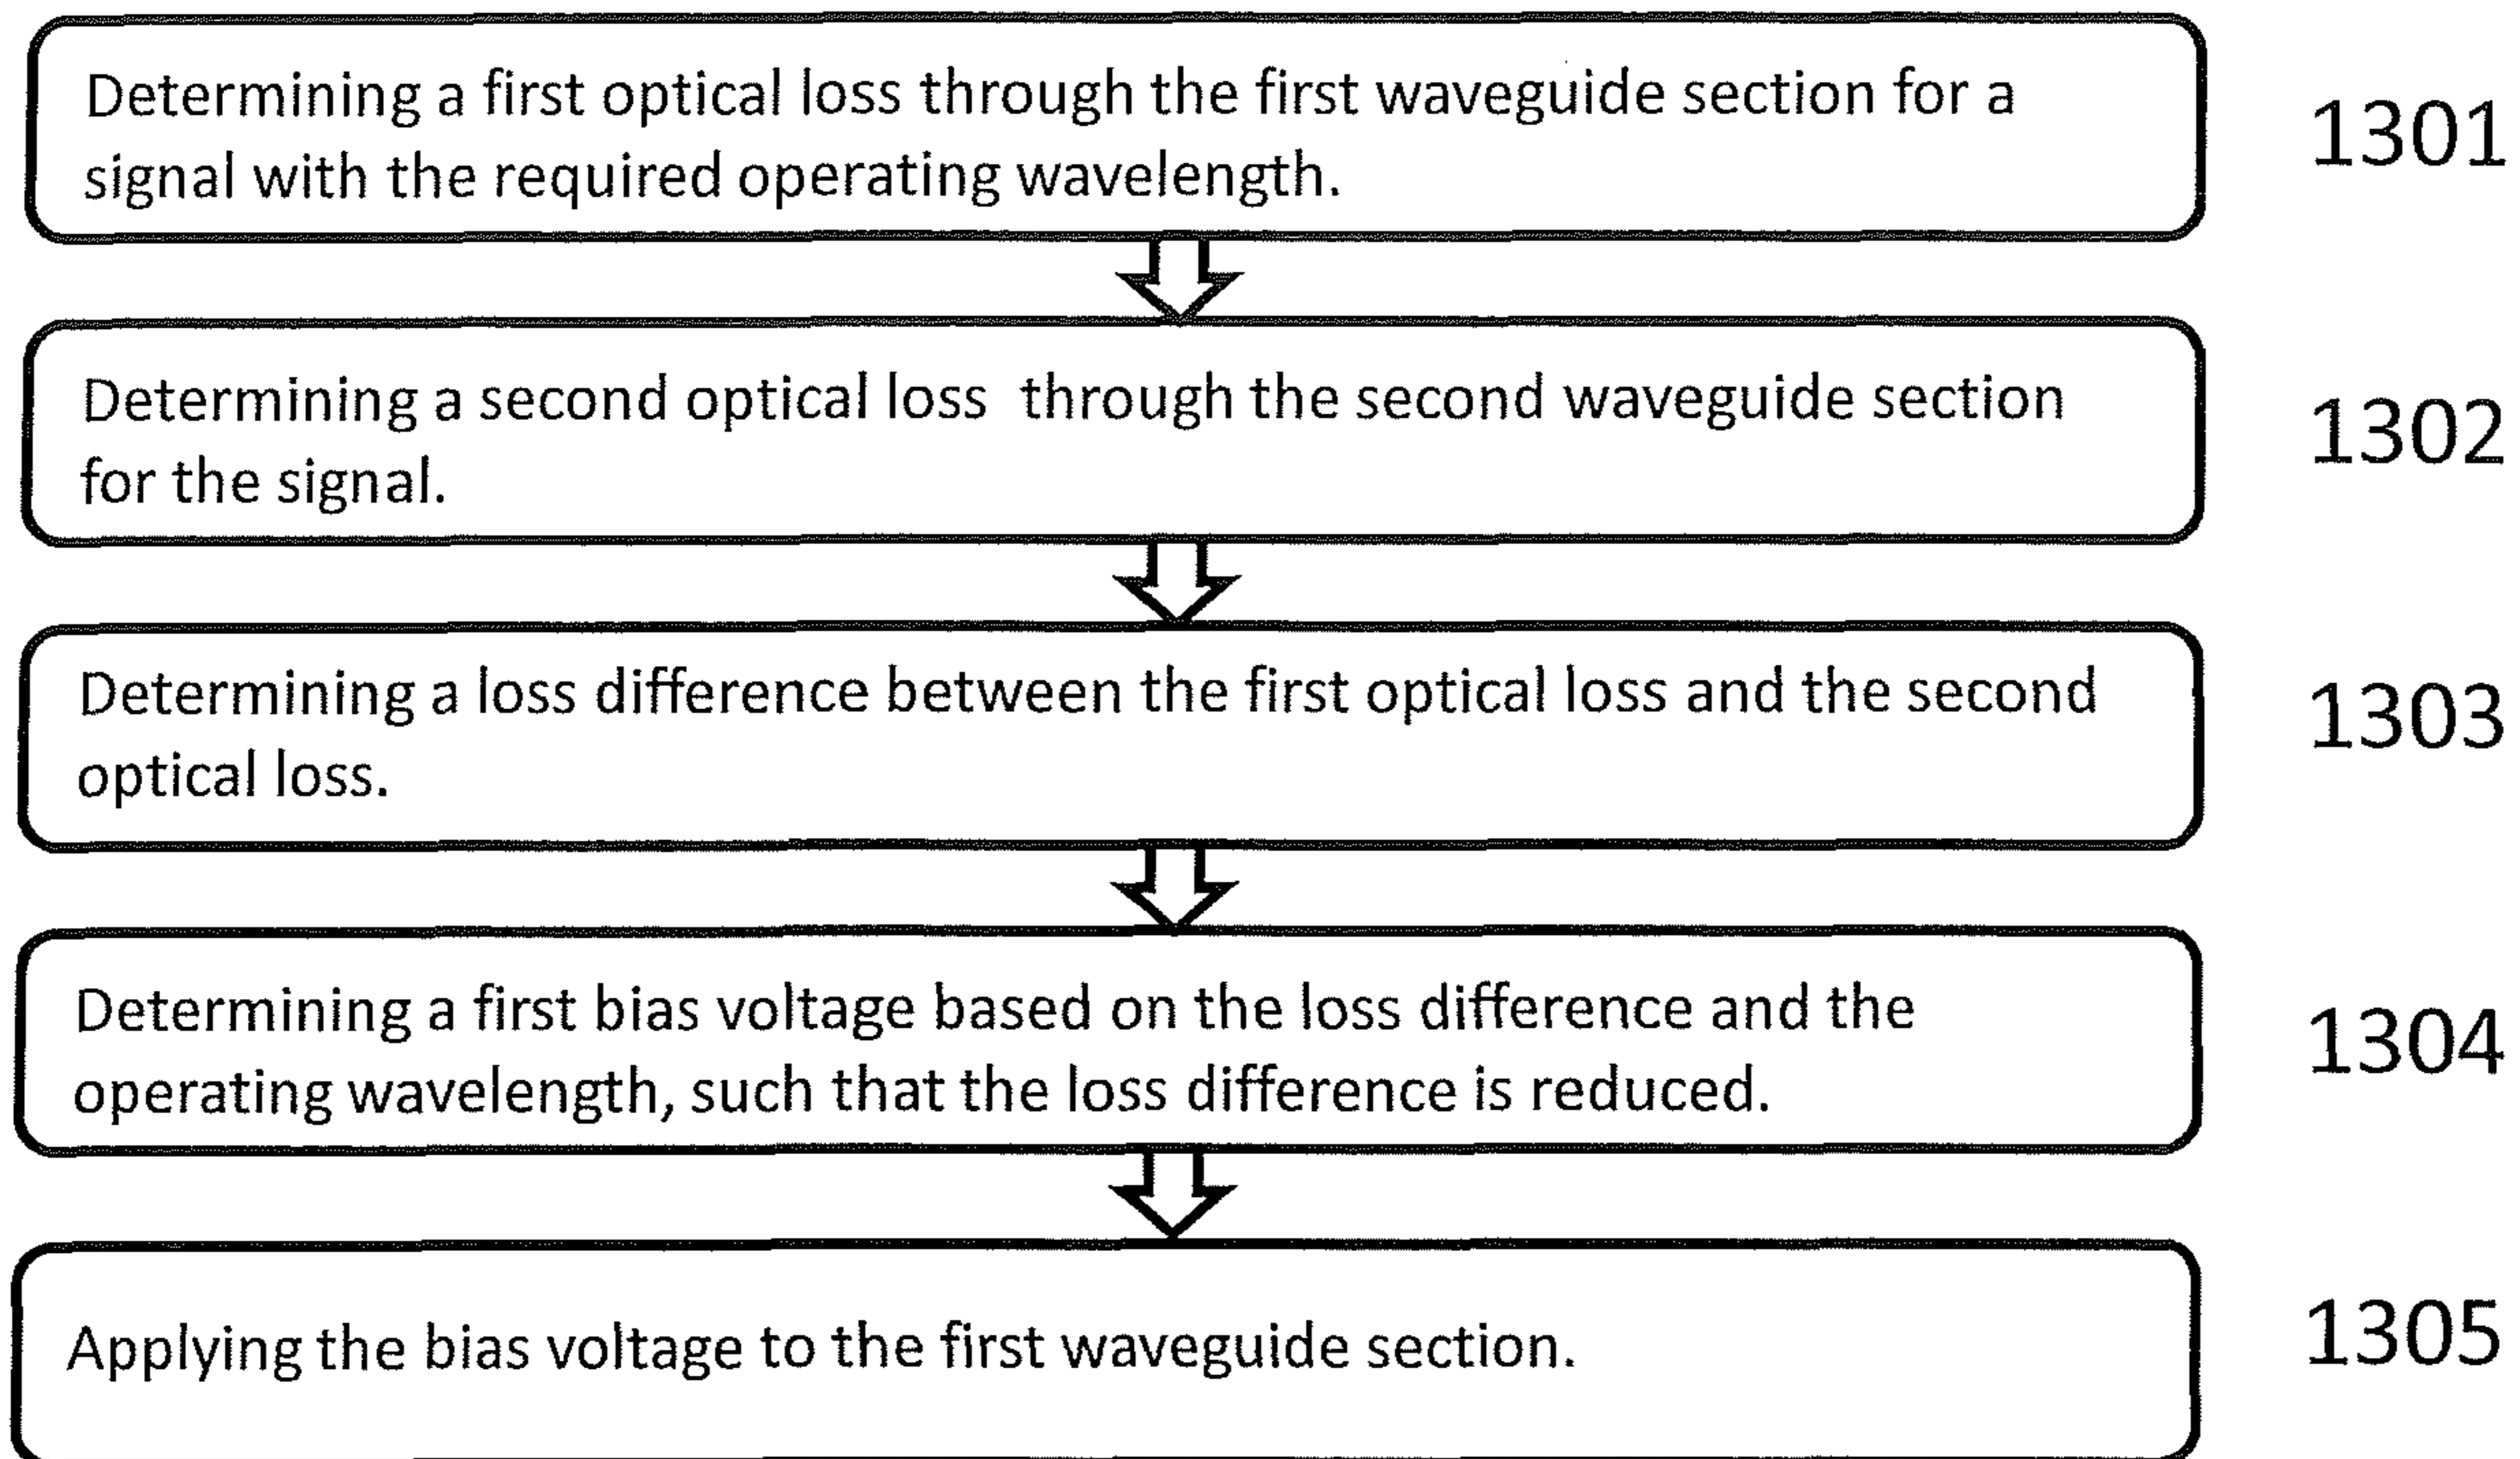 Determining a first optical loss through the first waveguide section for a
signal with the required operating wavelength.
1301
Determining a second optical loss through the second waveguide section
for the signal.
1302
Determining a loss difference between the first optical loss and the second
optical loss.
1303
Determining a first bias voltage based on the loss difference and the
operating wavelength, such that the loss difference is reduced.
1304
Applying the bias voltage to the first waveguide section.
1305